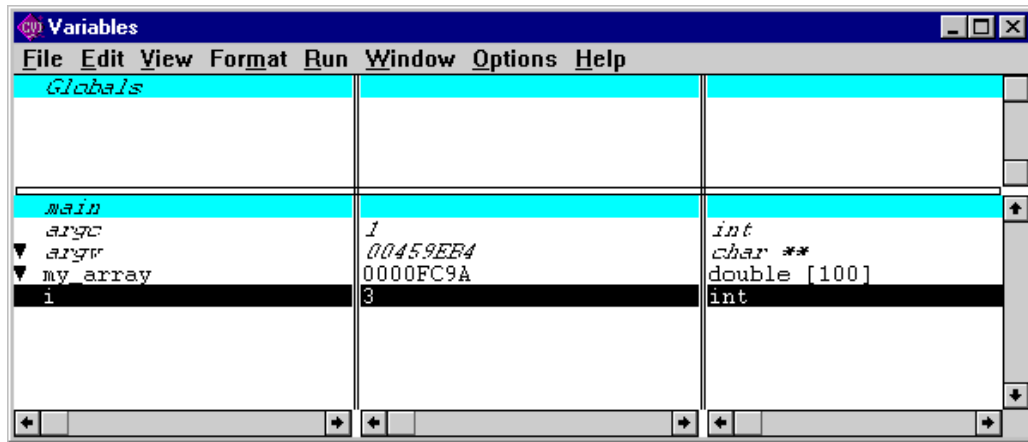 CVI Variables
File Edit View Format Run Window Options Help
Globals
main
argc 1 int
argv 00459EB4 char **
my_array 0000FC9A double [100]
i 3 int